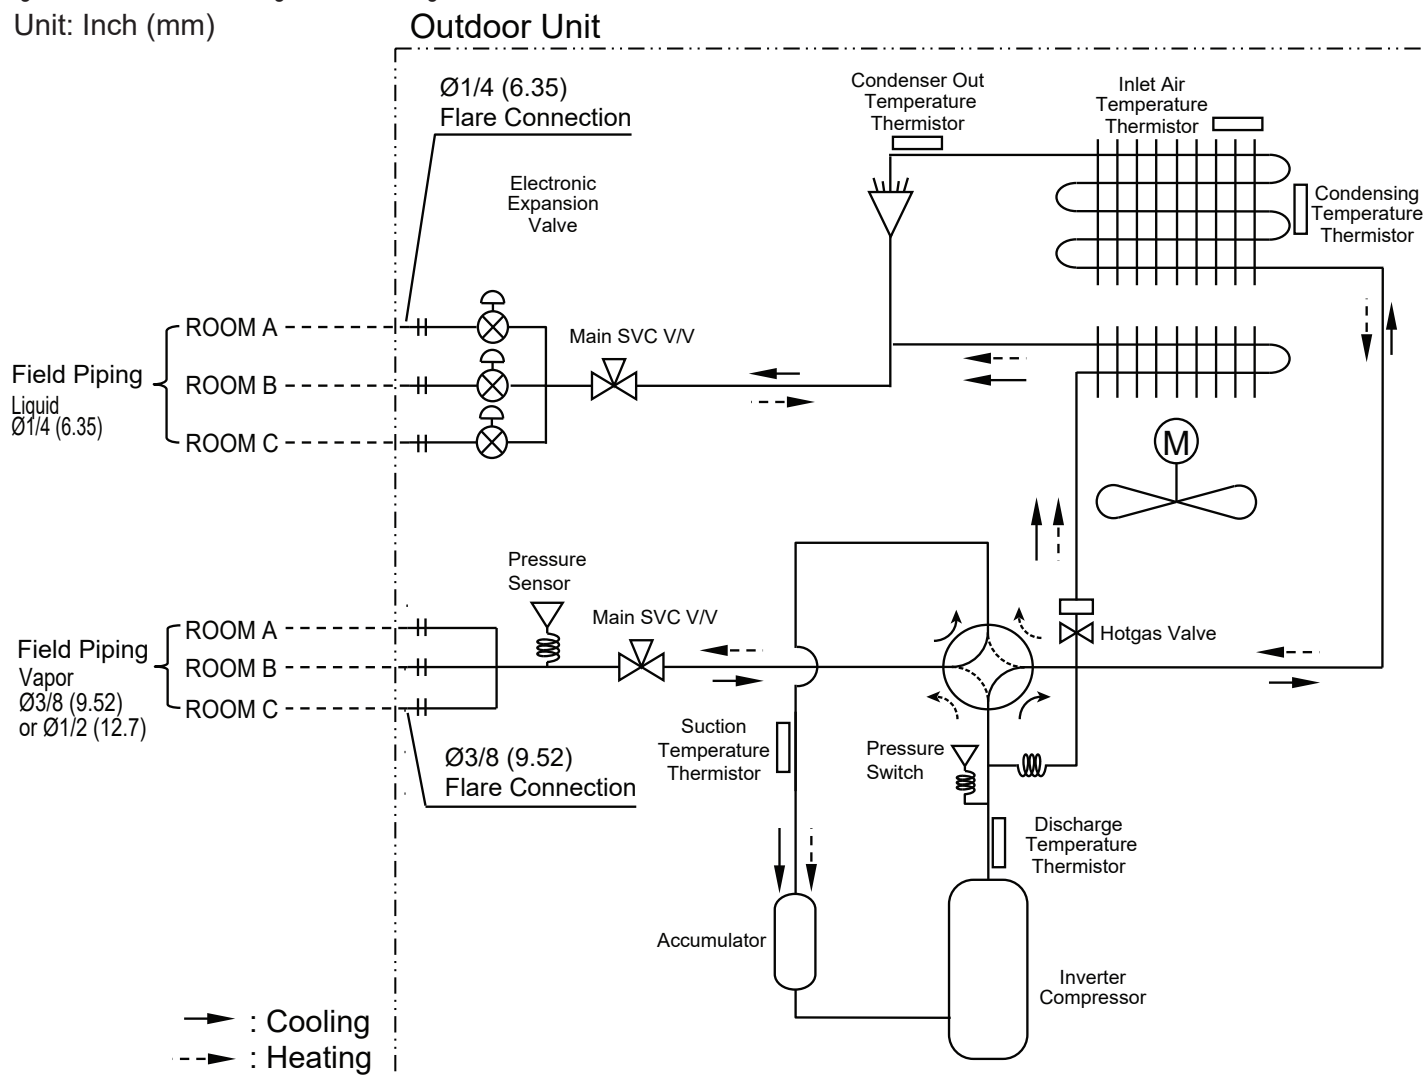 Unit: Inch (mm)
Outdoor Unit
Ø1/4 (6.35)
Flare Connection
Condenser Out
Temperature
Thermistor
Inlet Air
Temperature
Thermistor
Electronic
Expansion
Valve
Condensing
Temperature
Thermistor
ROOM A
Main SVC V/V
Field Piping
Liquid
Ø1/4 (6.35)
ROOM B
ROOM C
M
Pressure
Sensor
Main SVC V/V
Hotgas Valve
Field Piping
Vapor
Ø3/8 (9.52)
or Ø1/2 (12.7)
ROOM A
ROOM B
ROOM C
Ø3/8 (9.52)
Flare Connection
Suction
Temperature
Thermistor
Pressure
Switch
Discharge
Temperature
Thermistor
Accumulator
Inverter
Compressor
: Cooling
: Heating